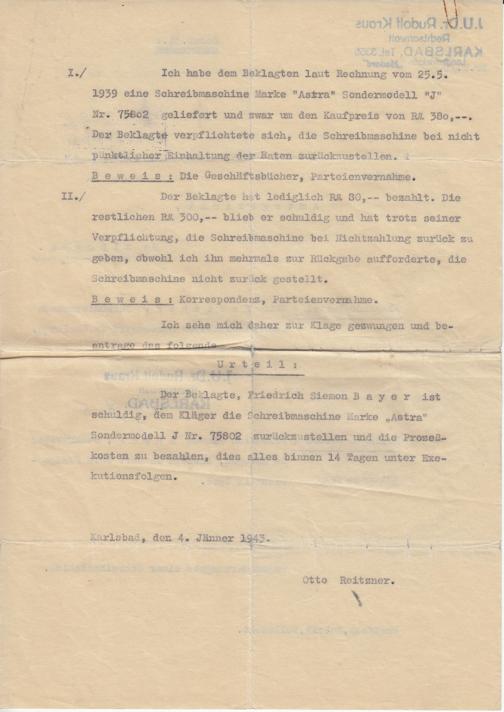 I./ Ich habe dem Beklagten laut Rechnung vom 25.5.
1939 eine Schreibmaschine Marke "Astra" Sondermodell "J"
Nr. 75802 geliefert und zwar um den Kaufpreis von RM 380,--.
Der Beklagte verpflichtete sich, die Schreibmaschine bei nicht
pünktlicher Einhaltung der Raten zurückzustellen.
B e w e i s : Die Geschäftsbücher, Parteienvernahme.
II./ Der Beklagte hat lediglich RM 80,-- bezahlt. Die
restlichen RM 300,-- blieb er schuldig und hat trotz seiner
Verpflichtung, die Schreibmaschine bei Nichtzahlung zurück zu
geben, obwohl ich ihn mehrmals zur Rückgabe aufforderte, die
Schreibmaschine nicht zurück gestellt.
B e w e i s : Korrespondenz, Parteienvernahme.
Ich sehe mich daher zur Klage gezwungen und be-
antrage das folgende
U r t e i l :
Der Beklagte, Friedrich Siemon B a y e r ist
schuldig, dem Kläger die Schreibmaschine Marke „Astra"
Sondermodell J Nr. 75802 zurückzustellen und die Prozeß-
kosten zu bezahlen, dies alles binnen 14 Tagen unter Exe-
kutionsfolgen.
Karlsbad, den 4. Jänner 1943.
Otto Reitzner.
J.U.Dr. Rudolf Kraus
Rechtsanwalt
KARLSBAD, Tel. 3355
J.U.Dr. Rudolf Kraus
KARLSBAD